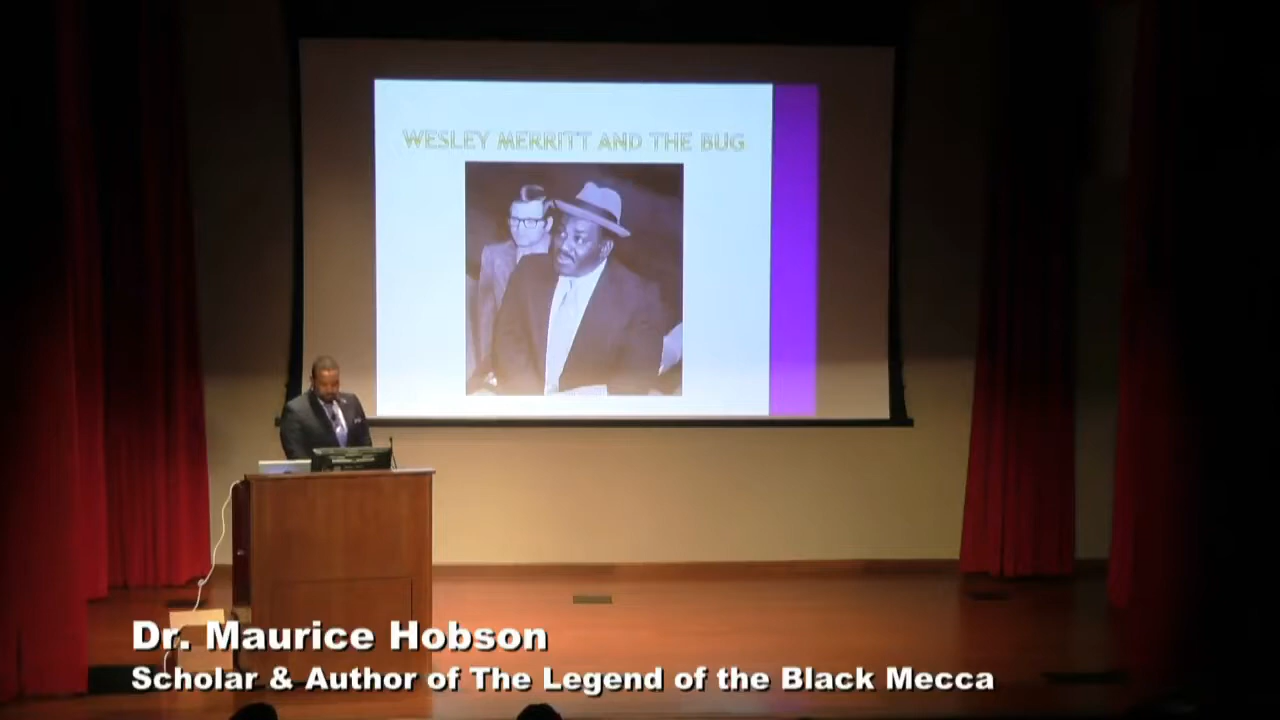 WESLEY MERRITT AND THE BUG
Dr. Maurice Hobson
Scholar & Author of The Legend of the Black Mecca